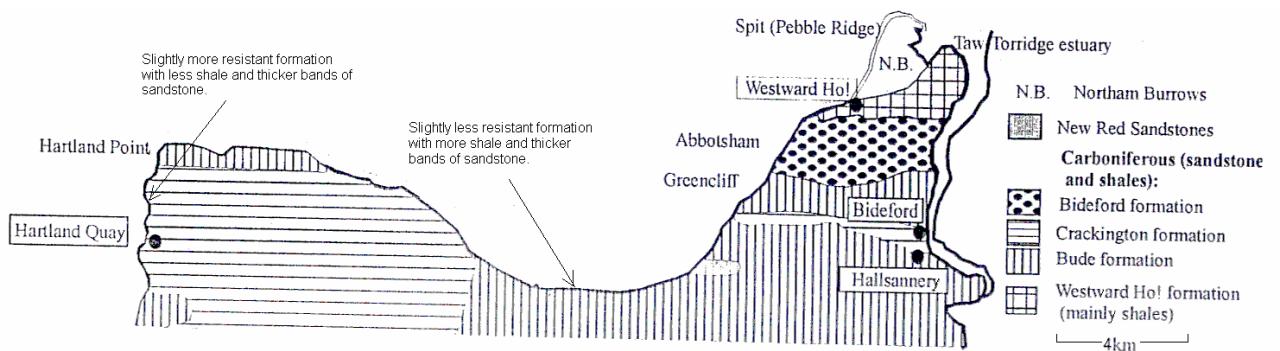 Slightly more resistant formation
with less shale and thicker bands of
sandstone.
Hartland Point
Hartland Quay
Slightly less resistant formation
with more shale and thicker
bands of sandstone.
Spit (Pebble Ridge)
N.B.
Taw Torridge estuary
Westward Ho!
Abbotsham
Greencliff
Bideford
Hallsannery
N.B. Northam Burrows
New Red Sandstones
Carboniferous (sandstone
and shales):
Bideford formation
Crackington formation
Bude formation
Westward Ho! formation
(mainly shales)
4km